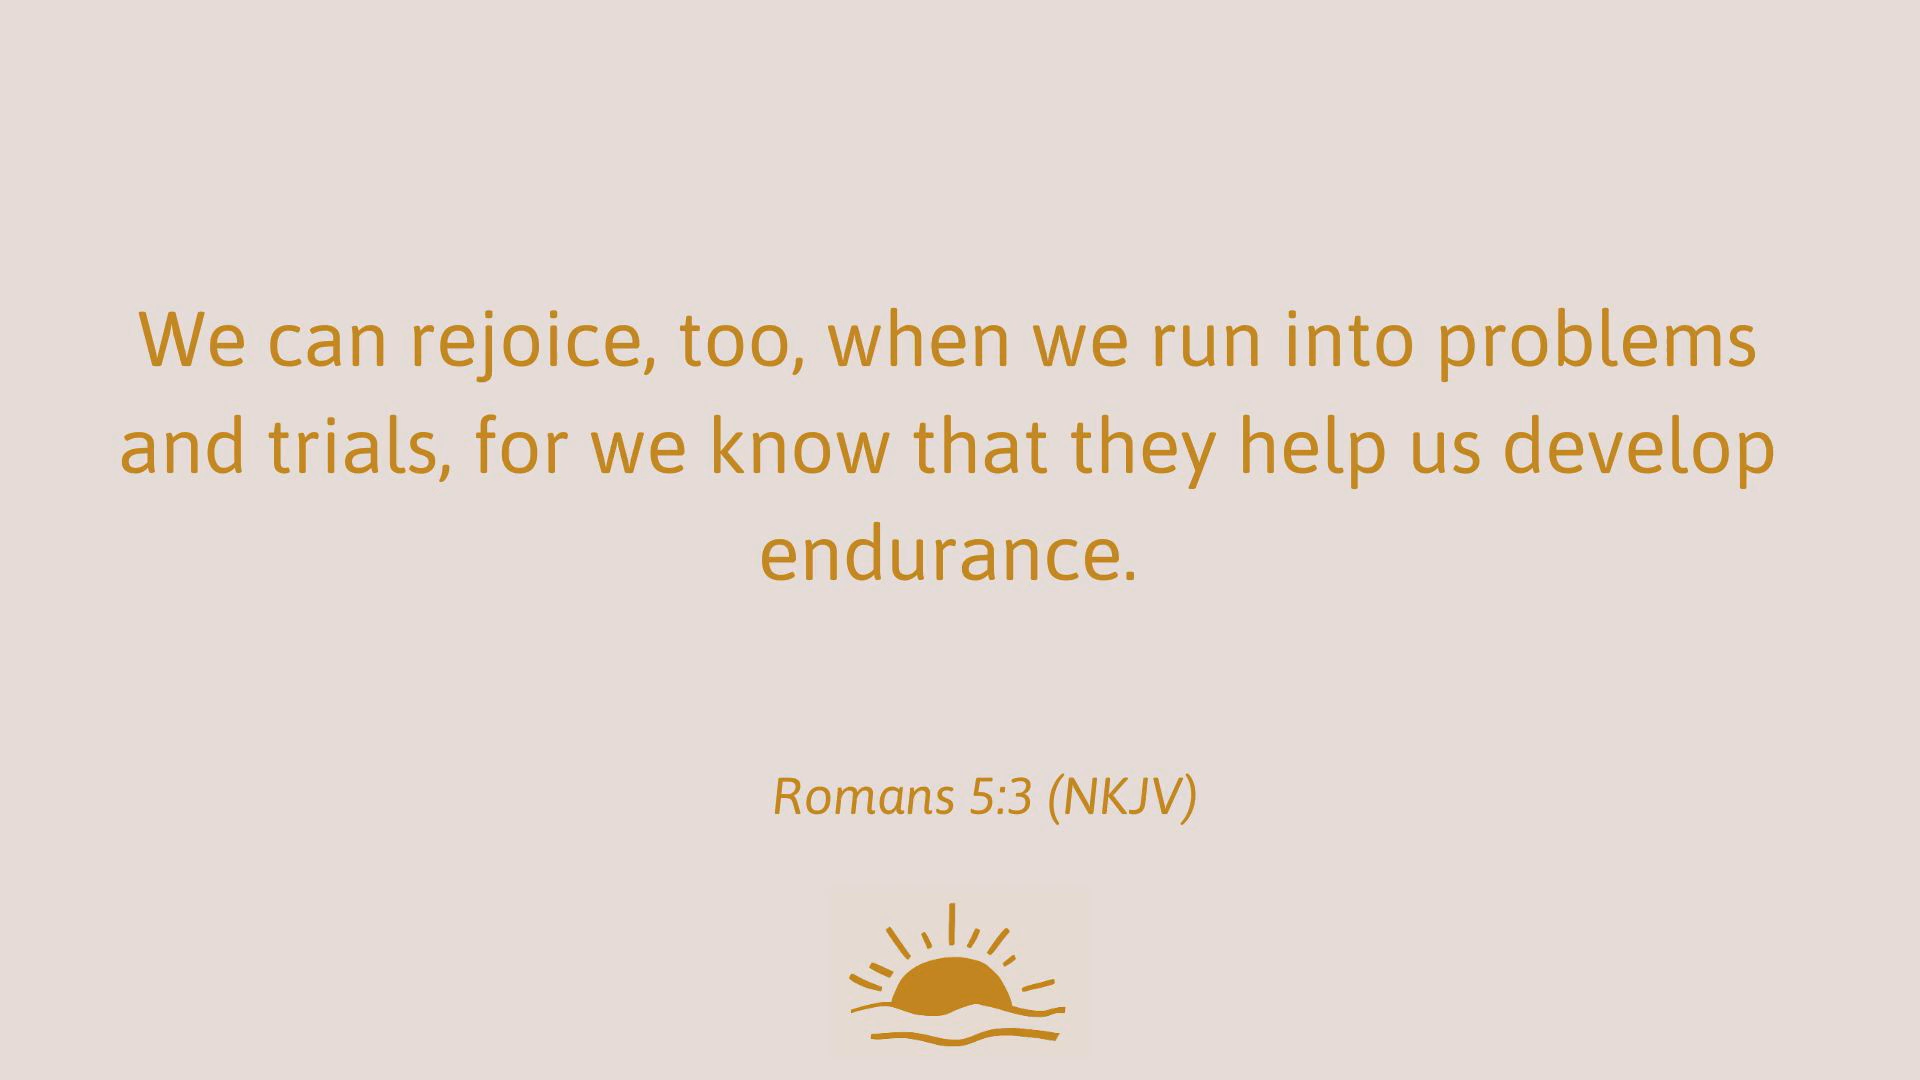 We can rejoice, too, when we run into problems
and trials, for we know that they help us develop
endurance.
Romans 5:3 (NKJV)